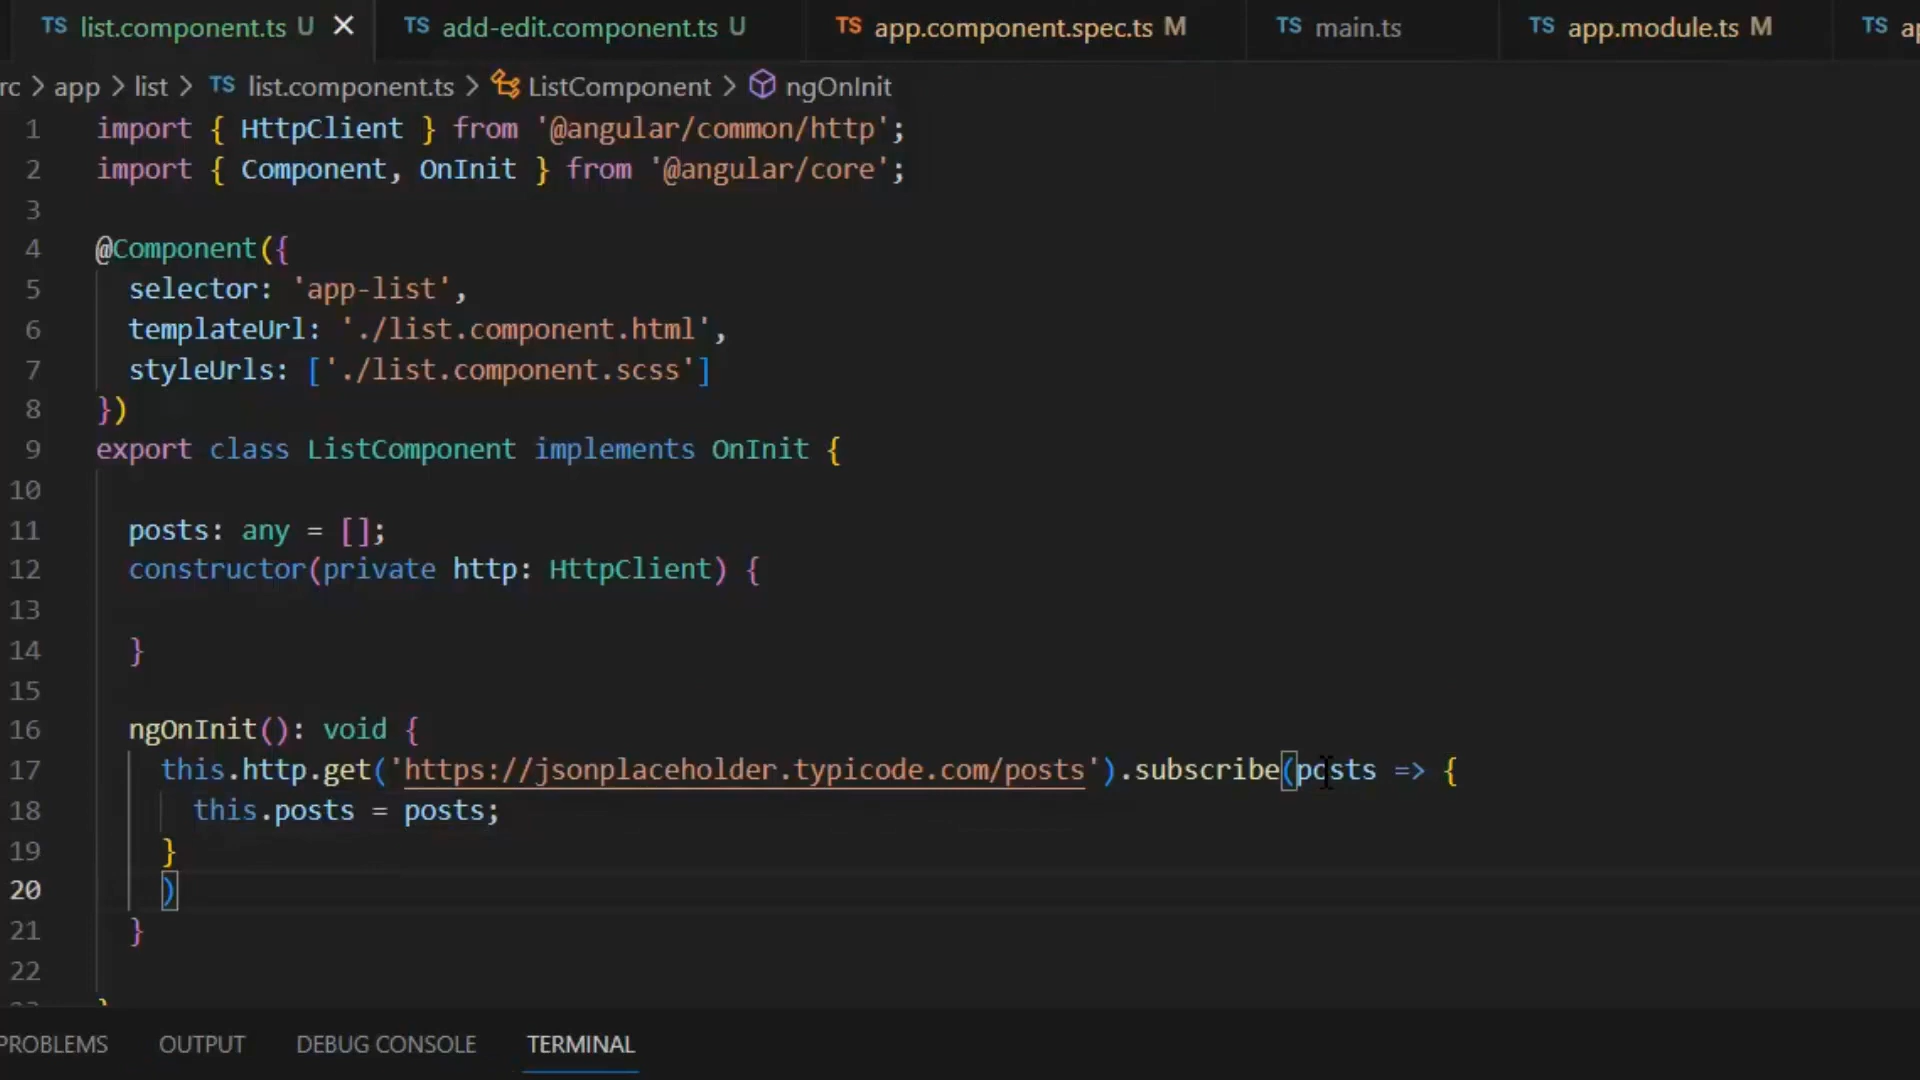 TS list.component.ts U TS add-edit.component.ts U TS app.component.spec.ts M TS main.ts TS app.module.ts M TS
rc > app > list > TS list.component.ts > ListComponent > ngOnInit
1 import { HttpClient } from '@angular/common/http';
2 import { Component, OnInit } from '@angular/core';
3
4 @Component({
5 selector: 'app-list',
6 templateUrl: './list.component.html',
7 styleUrls: ['./list.component.scss']
8 })
9 export class ListComponent implements OnInit {
10
11 posts: any = [];
12 constructor(private http: HttpClient) {
13
14 }
15
16 ngOnInit(): void {
17 this.http.get('https://jsonplaceholder.typicode.com/posts').subscribe(posts => {
18 this.posts = posts;
19 }
20 )
21 }
22
PROBLEMS OUTPUT DEBUG CONSOLE TERMINAL